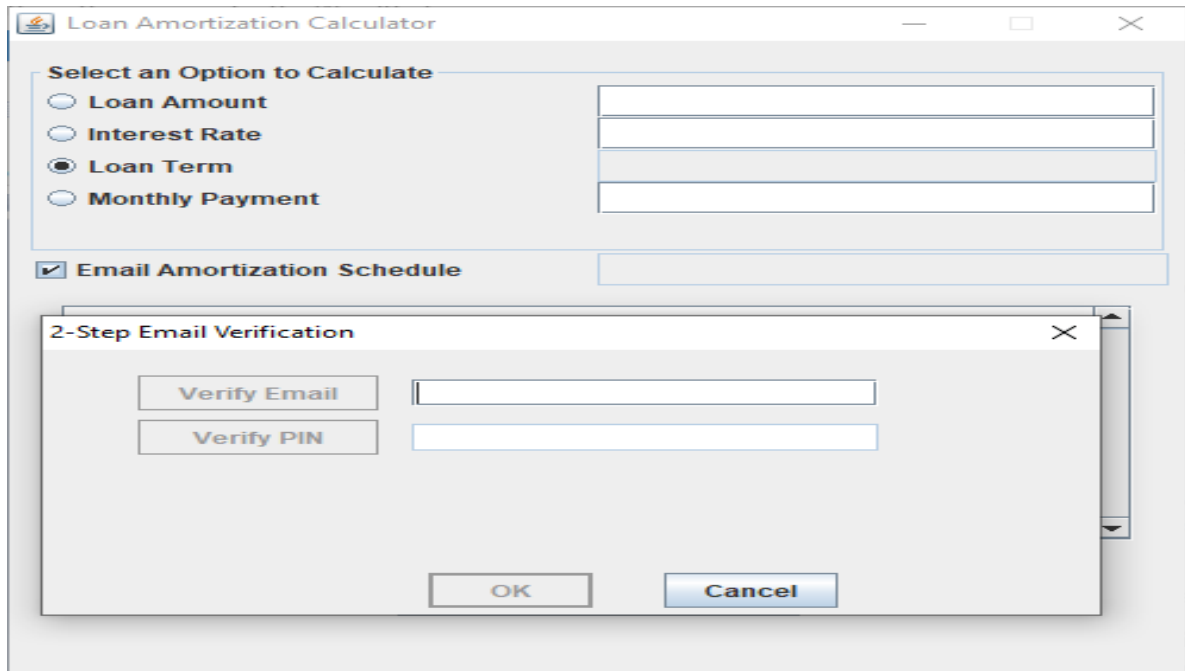 Loan Amortization Calculator
Select an Option to Calculate
Loan Amount
Interest Rate
Loan Term
Monthly Payment
Email Amortization Schedule
2-Step Email Verification
Verify Email
Verify PIN
OK Cancel